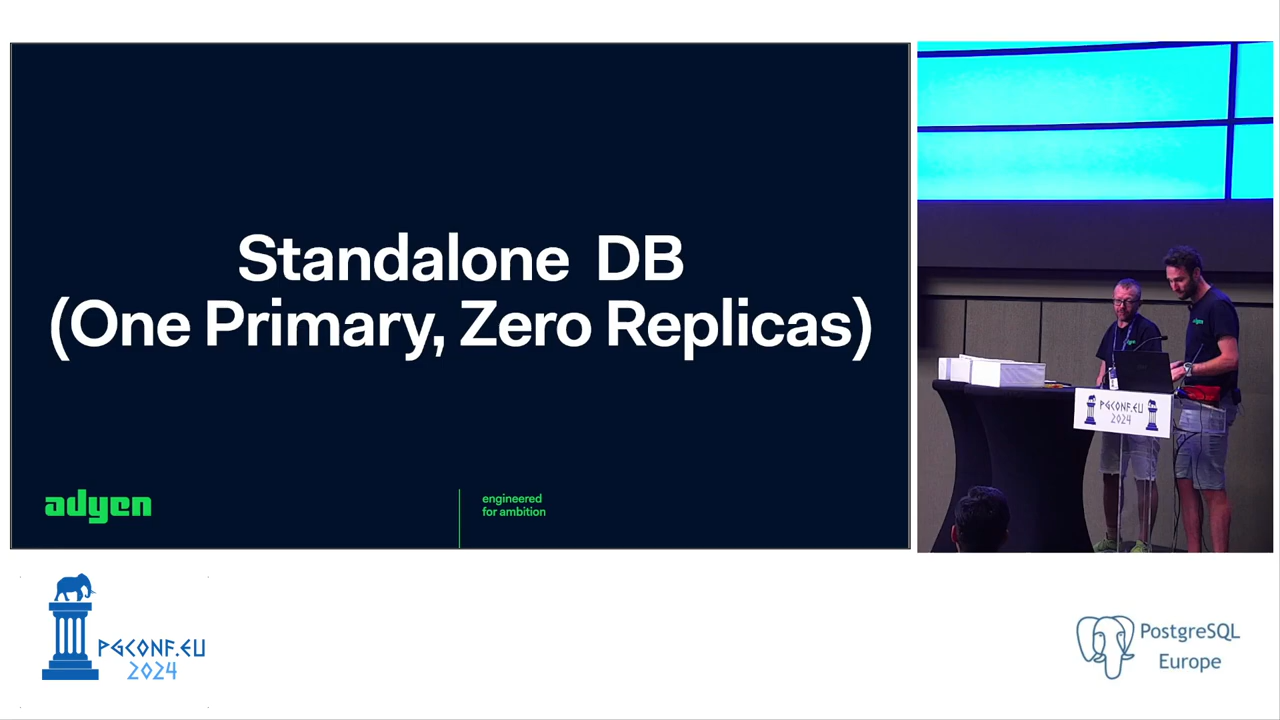 Standalone DB
(One Primary, Zero Replicas)
adyen
engineered
for ambition
PGCONF.EU
2024
PGCONF.EU
2024
PostgreSQL
Europe